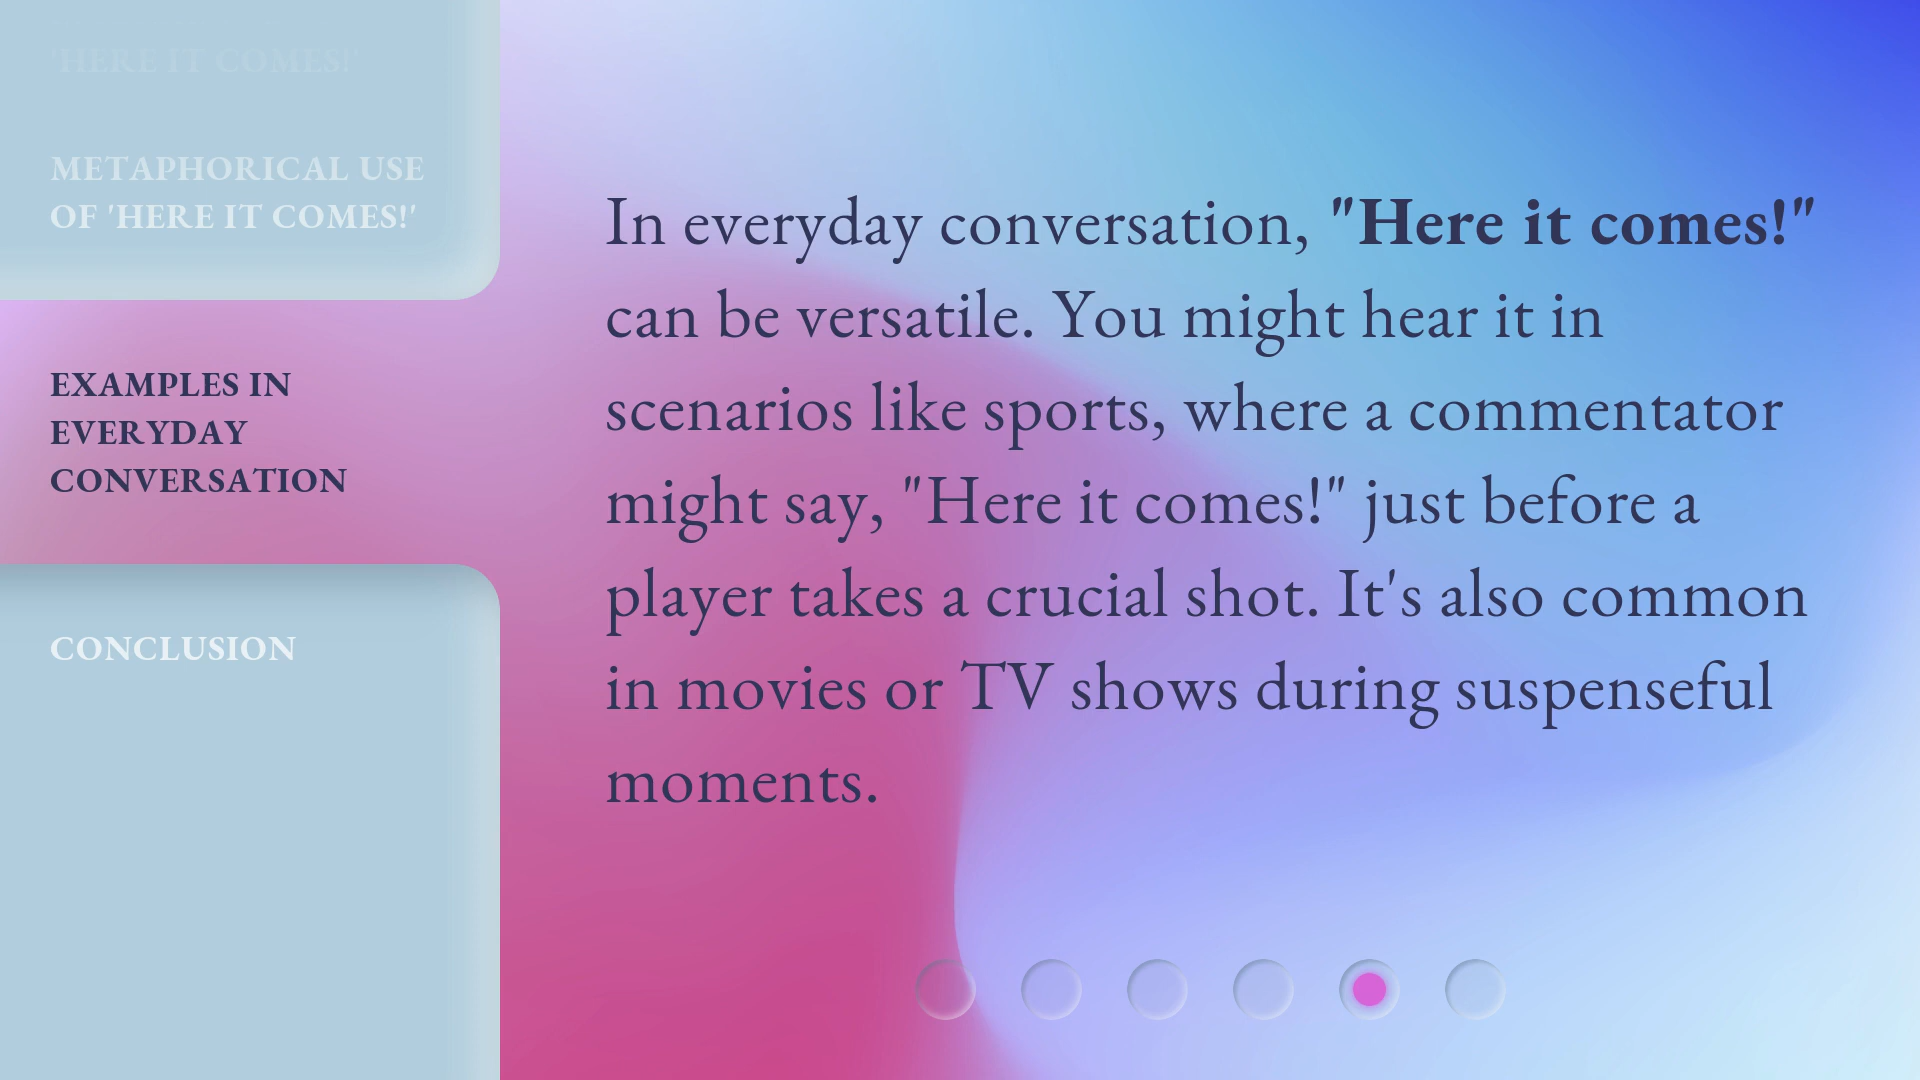 'HERE IT COMES!'
METAPHORICAL USE
OF 'HERE IT COMES!'
EXAMPLES IN
EVERYDAY
CONVERSATION
CONCLUSION
In everyday conversation, "Here it comes!"
can be versatile. You might hear it in
scenarios like sports, where a commentator
might say, "Here it comes!" just before a
player takes a crucial shot. It's also common
in movies or TV shows during suspenseful
moments.